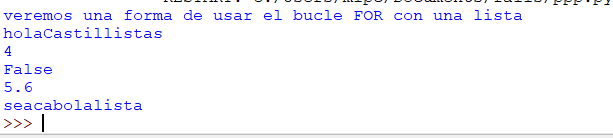 veremos una forma de usar el bucle FOR con una lista
holaCastillistas
4
False
5.6
seacabolalista
>>>